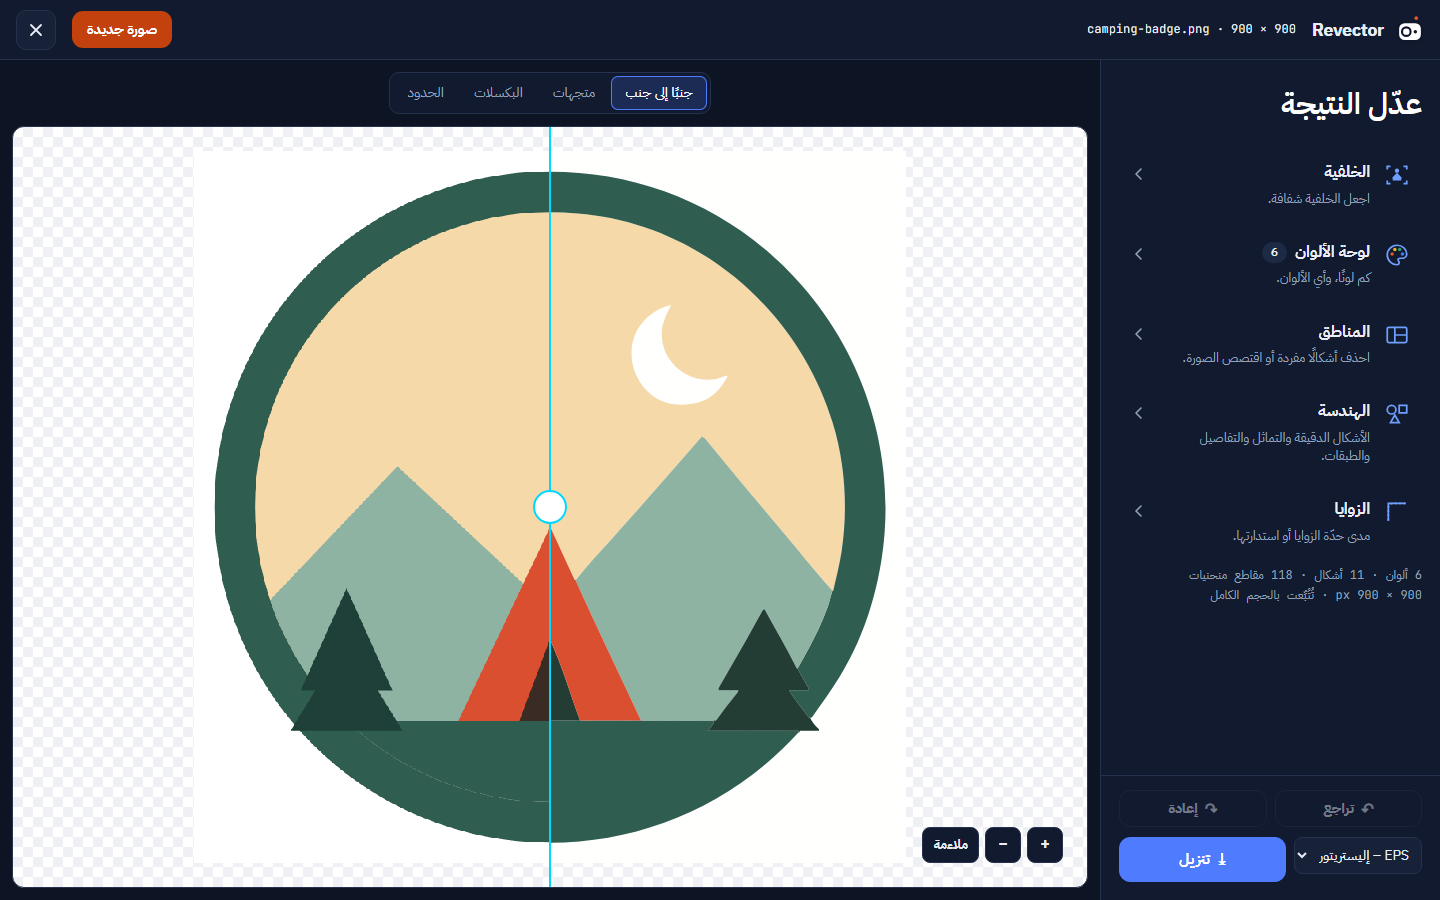 Revector
camping-badge.png · 900 × 900
صورة جديدة
جنبًا إلى جنب
متجهات
البكسلات
الحدود
عدّل النتيجة
الخلفية
اجعل الخلفية شفافة.
لوحة الألوان 6
كم لونًا، وأي الألوان.
المناطق
احذف أشكالًا مفردة أو اقتصص الصورة.
الهندسة
الأشكال الدقيقة والتماثل والتفاصيل
والطبقات.
الزوايا
مدى حدّة الزوايا أو استدارتها.
6 ألوان · 11 أشكال · 118 مقاطع منحنيات
900 × 900 px · تُتُبِّعت بالحجم الكامل
تراجع
إعادة
EPS – إليستريتور
تنزيل
+
−
ملاءمة